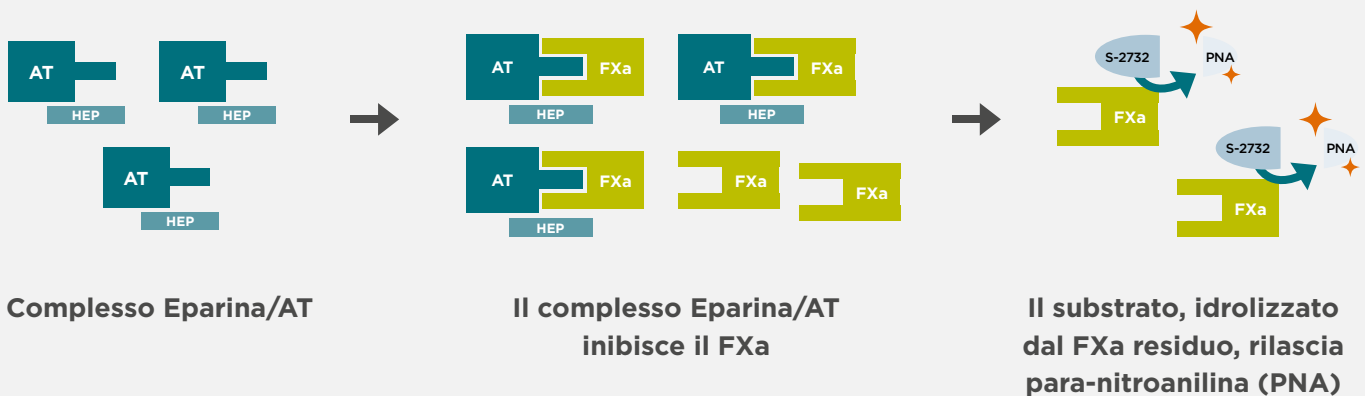 AT
HEP
AT
HEP
AT
HEP
Complesso Eparina/AT
AT
FXa
HEP
AT
FXa
HEP
AT
FXa
HEP
FXa
FXa
Il complesso Eparina/AT
inibisce il FXa
S-2732
PNA
FXa
S-2732
PNA
FXa
Il substrato, idrolizzato
dal FXa residuo, rilascia
para-nitroanilina (PNA)